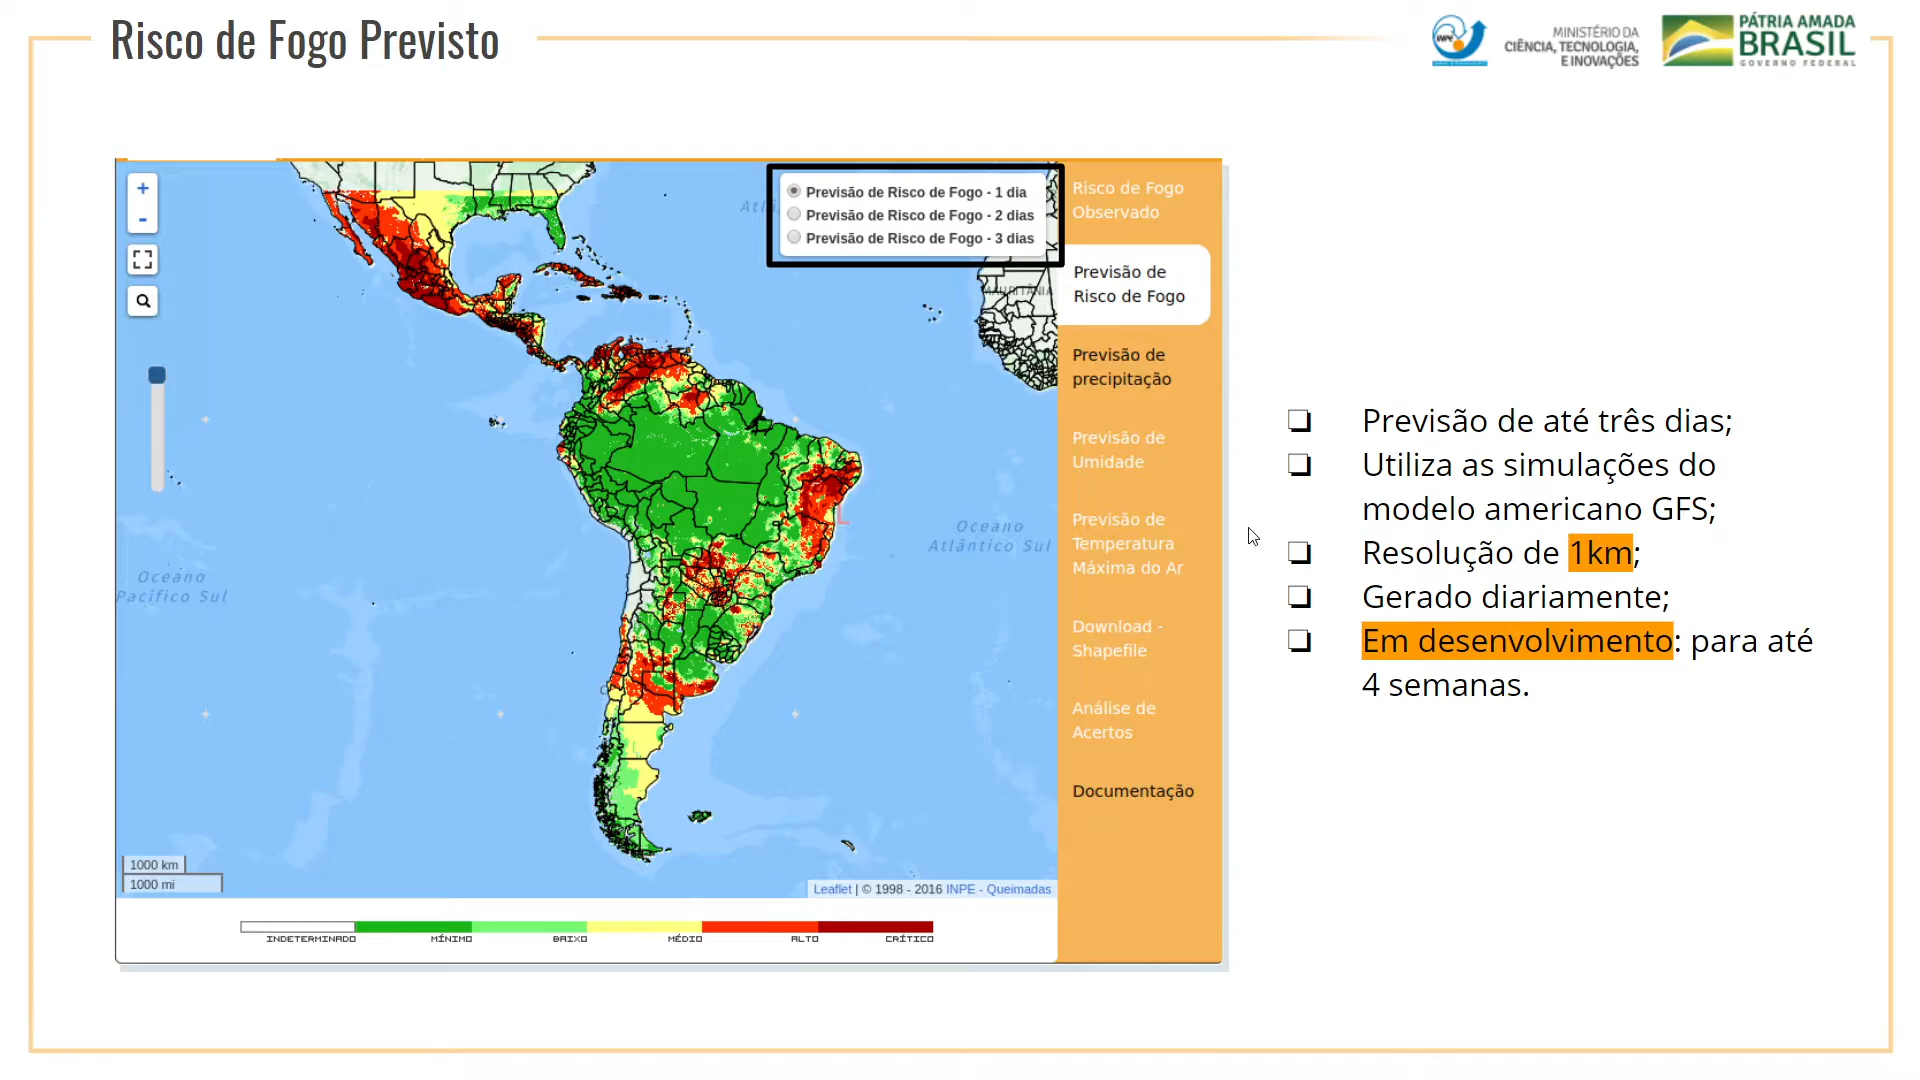 Risco de Fogo Previsto
INPE
MINISTÉRIO DA
CIÊNCIA, TECNOLOGIA,
E INOVAÇÕES
PÁTRIA AMADA
BRASIL
GOVERNO FEDERAL
+
-
Previsão de Risco de Fogo - 1 dia
Previsão de Risco de Fogo - 2 dias
Previsão de Risco de Fogo - 3 dias
MAURITÂNIA
Oceano
Atlântico Sul
Oceano
Pacífico Sul
1000 km
1000 mi
Leaflet | © 1998 - 2016 INPE - Queimadas
INDETERMINADO
MÍNIMO
BAIXO
MÉDIO
ALTO
CRÍTICO
Risco de Fogo
Observado
Previsão de
Risco de Fogo
Previsão de
precipitação
Previsão de
Umidade
Previsão de
Temperatura
Máxima do Ar
Download -
Shapefile
Análise de
Acertos
Documentação
❏ Previsão de até três dias;
❏ Utiliza as simulações do
modelo americano GFS;
❏ Resolução de 1km;
❏ Gerado diariamente;
❏ Em desenvolvimento: para até
4 semanas.